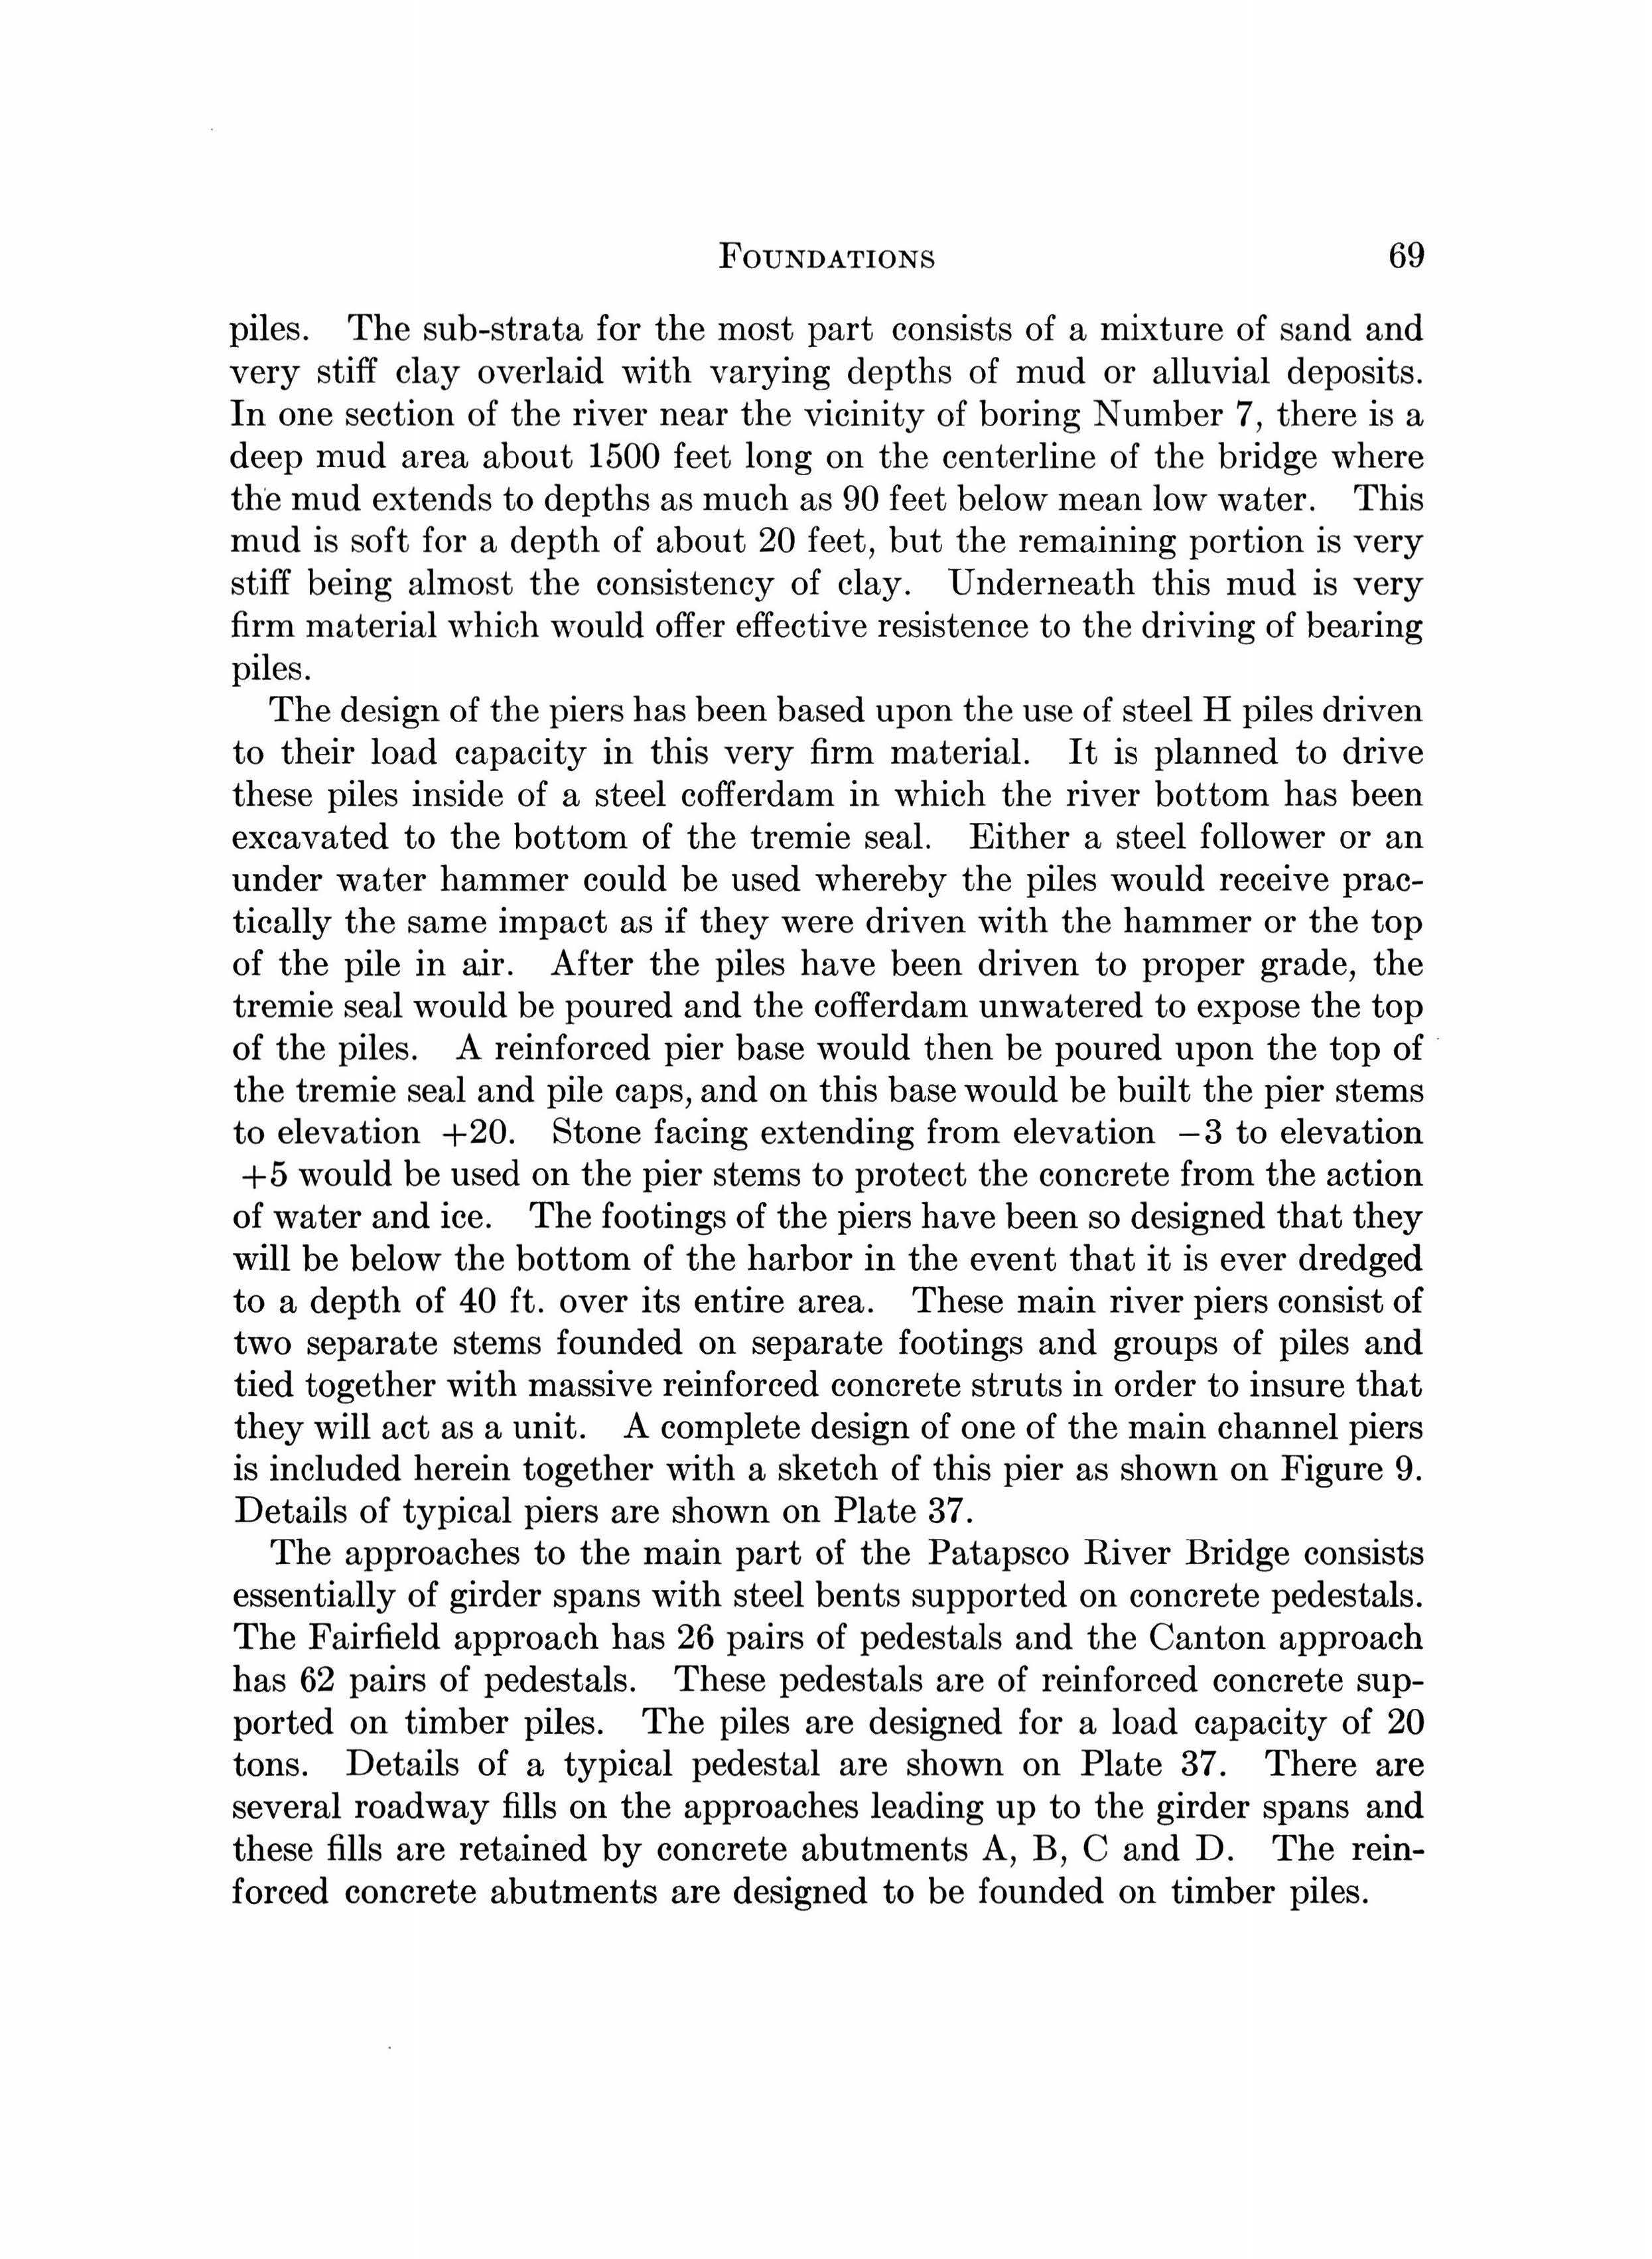 FOUNDATIONS 69
piles. The sub-strata for the most part consists of a mixture of sand and
very stiff clay overlaid with varying depths of mud or alluvial deposits.
In one section of the river near the vicinity of boring Number 7, there is a
deep mud area about 1500 feet long on the centerline of the bridge where
the mud extends to depths as much as 90 feet below mean low water. This
mud is soft for a depth of about 20 feet, but the remaining portion is very
stiff being almost the consistency of clay. Underneath this mud is very
firm material which would offer effective resistence to the driving of bearing
piles.
The design of the piers has been based upon the use of steel H piles driven
to their load capacity in this very firm material. It is planned to drive
these piles inside of a steel cofferdam in which the river bottom has been
excavated to the bottom of the tremie seal. Either a steel follower or an
under water hammer could be used whereby the piles would receive prac-
tically the same impact as if they were driven with the hammer or the top
of the pile in air. After the piles have been driven to proper grade, the
tremie seal would be poured and the cofferdam unwatered to expose the top
of the piles. A reinforced pier base would then be poured upon the top of
the tremie seal and pile caps, and on this base would be built the pier stems
to elevation +20. Stone facing extending from elevation −3 to elevation
+5 would be used on the pier stems to protect the concrete from the action
of water and ice. The footings of the piers have been so designed that they
will be below the bottom of the harbor in the event that it is ever dredged
to a depth of 40 ft. over its entire area. These main river piers consist of
two separate stems founded on separate footings and groups of piles and
tied together with massive reinforced concrete struts in order to insure that
they will act as a unit. A complete design of one of the main channel piers
is included herein together with a sketch of this pier as shown on Figure 9.
Details of typical piers are shown on Plate 37.
The approaches to the main part of the Patapsco River Bridge consists
essentially of girder spans with steel bents supported on concrete pedestals.
The Fairfield approach has 26 pairs of pedestals and the Canton approach
has 62 pairs of pedestals. These pedestals are of reinforced concrete sup-
ported on timber piles. The piles are designed for a load capacity of 20
tons. Details of a typical pedestal are shown on Plate 37. There are
several roadway fills on the approaches leading up to the girder spans and
these fills are retained by concrete abutments A, B, C and D. The rein-
forced concrete abutments are designed to be founded on timber piles.